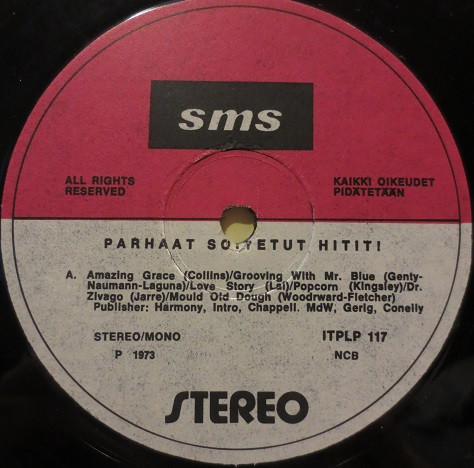 sms
ALL RIGHTS RESERVED
KAIKKI OIKEUDET PIDÄTETÄÄN
PARHAAT SOITETUT HITIT!
A. Amazing Grace (Collins)/Grooving With Mr. Blue (Genty-
Naumann-Laguna)/Love Story (Lai)/Popcorn (Kingsley)/Dr.
Zivago (Jarre)/Mould Old Dough (Woodrward-Fletcher)
Publisher: Harmony, Intro, Chappell. MdW, Gerig, Conelly
STEREO/MONO
ITPLP 117
P 1973
NCB
STEREO